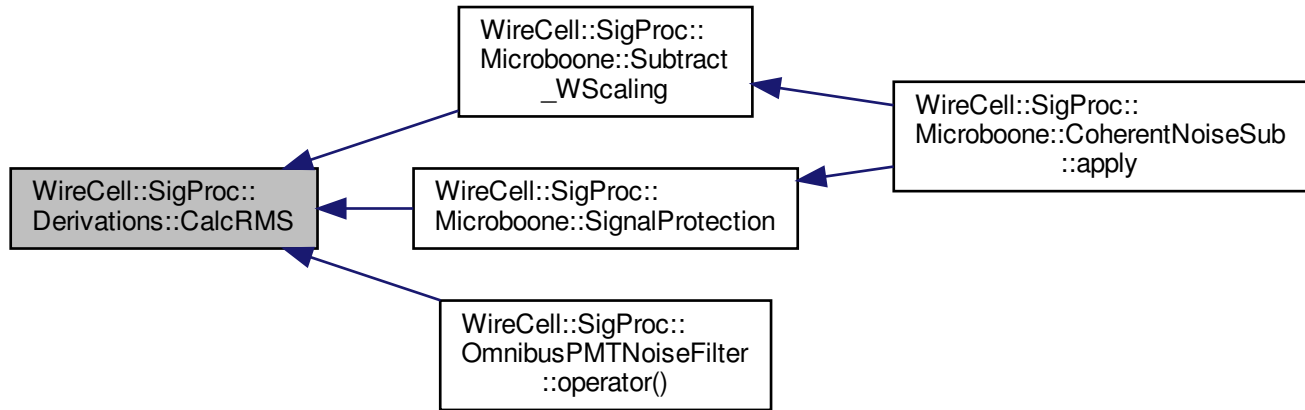 WireCell::SigProc::
Microboone::Subtract
_WScaling
WireCell::SigProc::
Microboone::CoherentNoiseSub
::apply
WireCell::SigProc::
Derivations::CalcRMS
WireCell::SigProc::
Microboone::SignalProtection
WireCell::SigProc::
OmnibusPMTNoiseFilter
::operator()